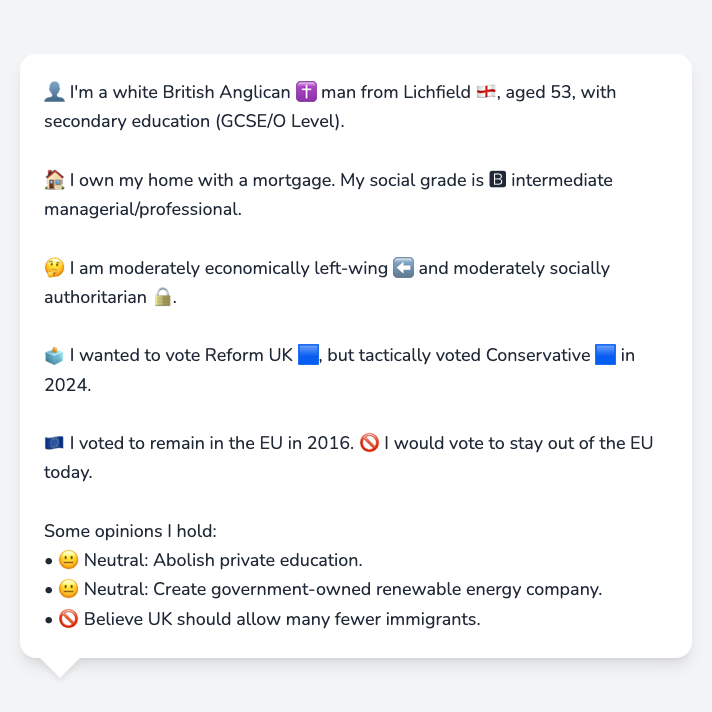 👤 I'm a white British Anglican ✝️ man from Lichfield 🏴󠁧󠁢󠁥󠁮󠁧󠁿, aged 53, with
secondary education (GCSE/O Level).
🏠 I own my home with a mortgage. My social grade is 🅱 intermediate
managerial/professional.
🤔 I am moderately economically left-wing ⬅️ and moderately socially
authoritarian 🔒.
🗳️ I wanted to vote Reform UK 🟦, but tactically voted Conservative 🟦 in
2024.
🇪🇺 I voted to remain in the EU in 2016. 🚫 I would vote to stay out of the EU
today.
Some opinions I hold:
• 😐 Neutral: Abolish private education.
• 😐 Neutral: Create government-owned renewable energy company.
• 🚫 Believe UK should allow many fewer immigrants.